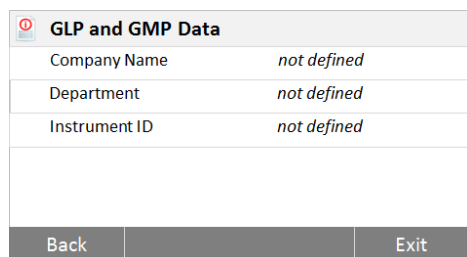 GLP and GMP Data
Company Name not defined
Department not defined
Instrument ID not defined
Back Exit